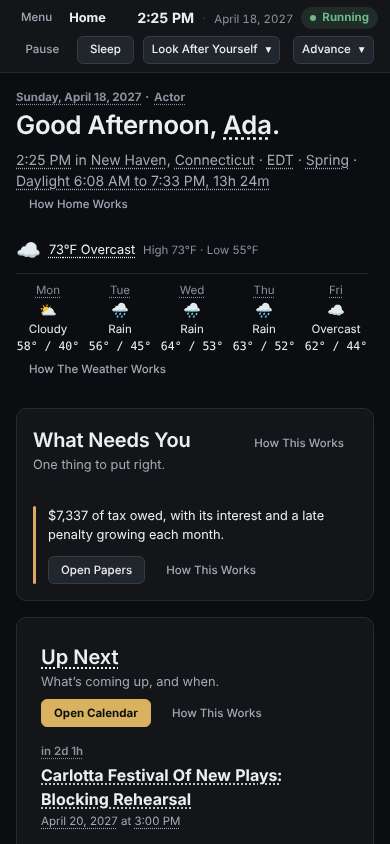 Menu Home 2:25 PM · April 18, 2027 Running
Pause Sleep Look After Yourself ▾ Advance ▾
Sunday, April 18, 2027 · Actor
Good Afternoon, Ada.
2:25 PM in New Haven, Connecticut · EDT · Spring ·
Daylight 6:08 AM to 7:33 PM, 13h 24m
How Home Works
73°F Overcast High 73°F · Low 55°F
Mon Tue Wed Thu Fri
Cloudy Rain Rain Rain Overcast
58° / 40° 56° / 45° 64° / 53° 63° / 52° 62° / 44°
How The Weather Works
What Needs You How This Works
One thing to put right.
$7,337 of tax owed, with its interest and a late
penalty growing each month.
Open Papers How This Works
Up Next
What's coming up, and when.
Open Calendar How This Works
in 2d 1h
Carlotta Festival Of New Plays:
Blocking Rehearsal
April 20, 2027 at 3:00 PM